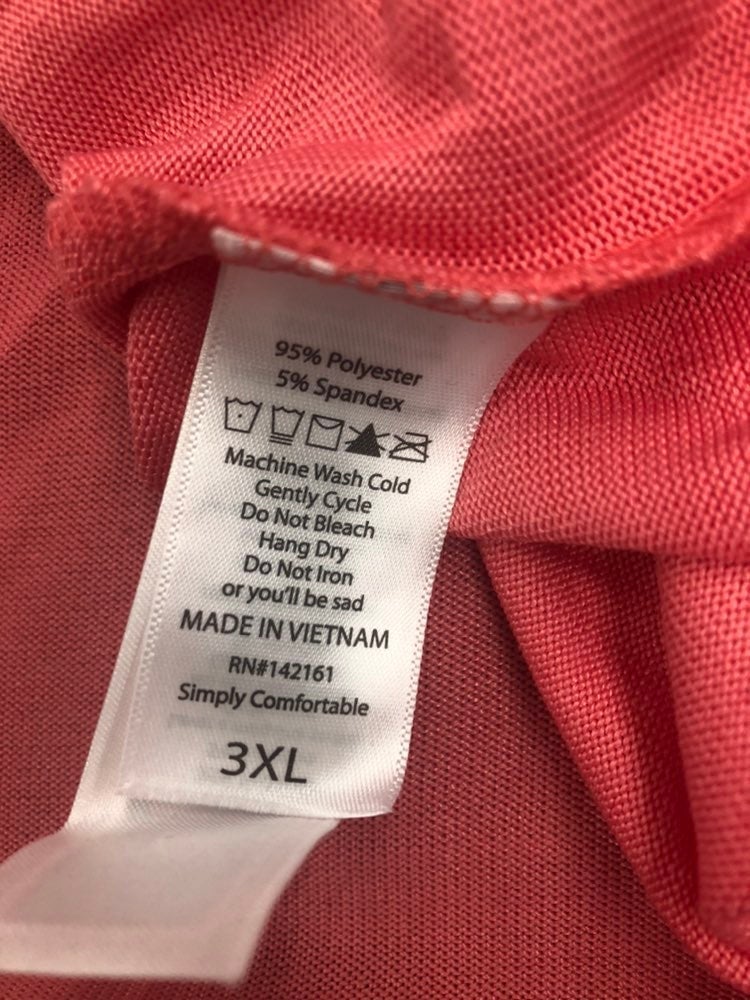 95% Polyester
5% Spandex
Machine Wash Cold
Gently Cycle
Do Not Bleach
Hang Dry
Do Not Iron
or you'll be sad
MADE IN VIETNAM
RN#142161
Simply Comfortable
3XL